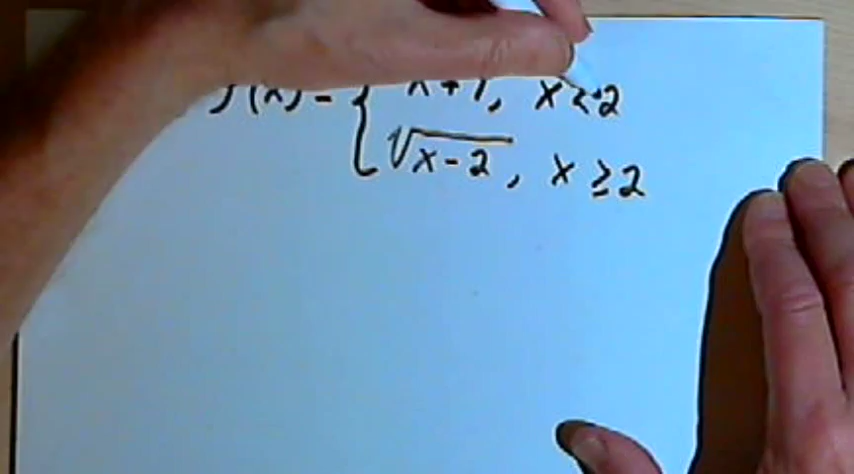 f(x) = { x+1, x < 2
√x-2, x ≥ 2